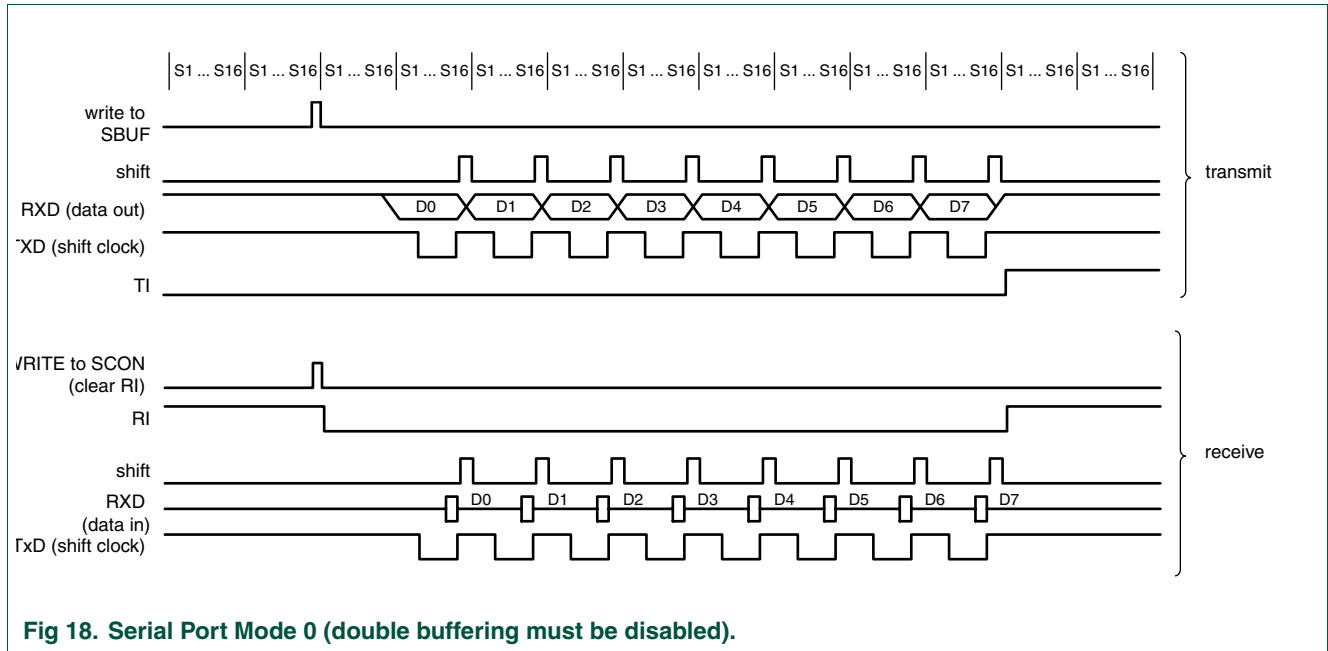 S1 ... S16 S1 ... S16 S1 ... S16 S1 ... S16 S1 ... S16 S1 ... S16 S1 ... S16 S1 ... S16 S1 ... S16 S1 ... S16 S1 ... S16 S1 ... S16 S1 ... S16
write to
SBUF
shift
transmit
RXD (data out)
D0 D1 D2 D3 D4 D5 D6 D7
XD (shift clock)
TI
RITE to SCON
(clear RI)
RI
receive
shift
RXD
D0 D1 D2 D3 D4 D5 D6 D7
(data in)
TxD (shift clock)
Fig 18. Serial Port Mode 0 (double buffering must be disabled).